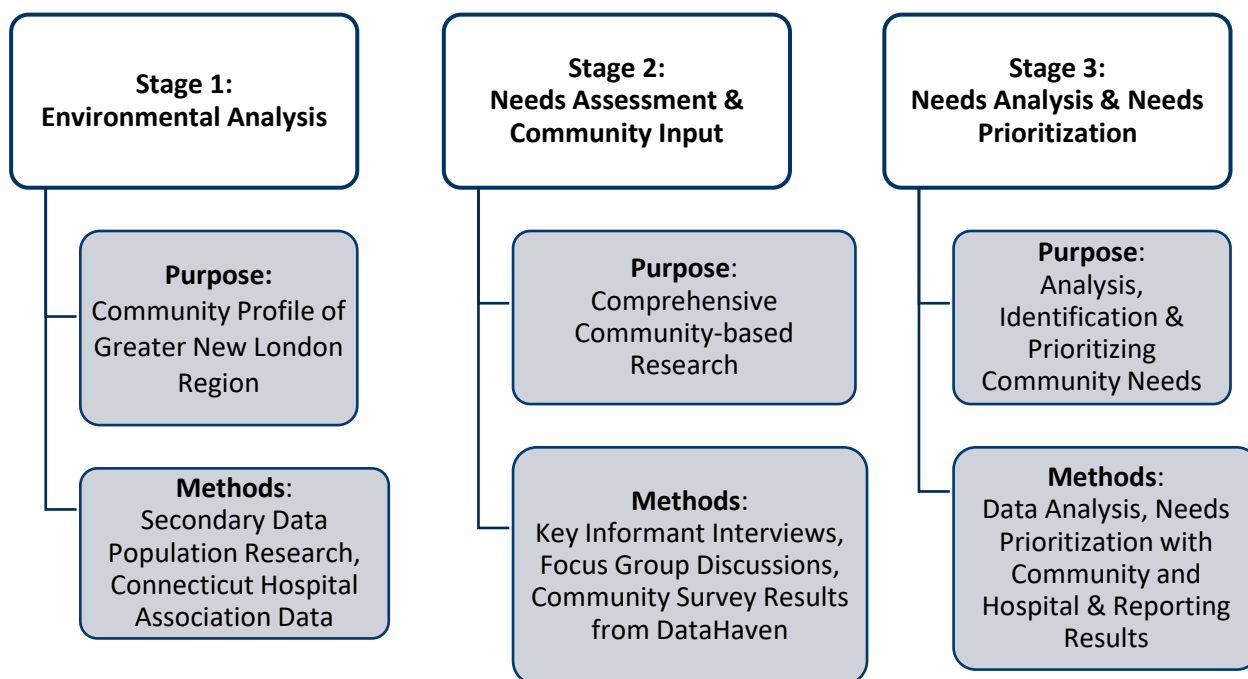 Stage 1:
Environmental Analysis
Purpose:
Community Profile of
Greater New London
Region
Methods:
Secondary Data
Population Research,
Connecticut Hospital
Association Data
Stage 2:
Needs Assessment &
Community Input
Purpose:
Comprehensive
Community-based
Research
Methods:
Key Informant Interviews,
Focus Group Discussions,
Community Survey Results
from DataHaven
Stage 3:
Needs Analysis & Needs
Prioritization
Purpose:
Analysis,
Identification &
Prioritizing
Community Needs
Methods:
Data Analysis, Needs
Prioritization with
Community and
Hospital & Reporting
Results